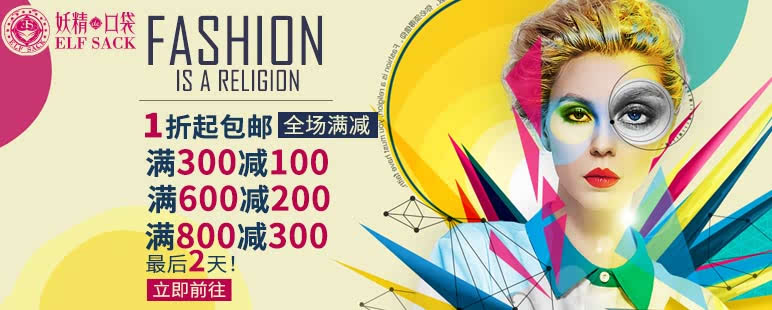 妖精的口袋
ELF SACK
FASHION
IS A RELIGION
1折起包邮 全场满减
满300减100
满600减200
满800减300
最后2天!
立即前往